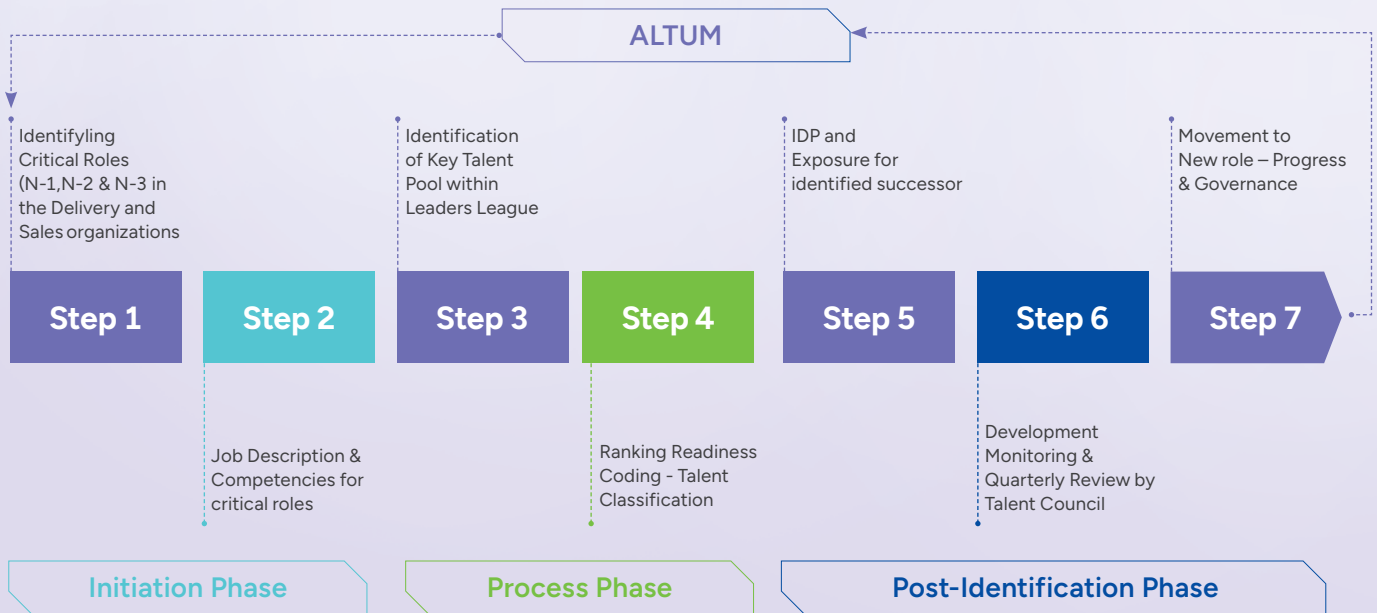 ALTUM
Identifyling
Critical Roles
(N-1,N-2 & N-3 in
the Delivery and
Sales organizations
Identification
of Key Talent
Pool within
Leaders League
IDP and
Exposure for
identified successor
Movement to
New role – Progress
& Governance
Step 1
Step 2
Step 3
Step 4
Step 5
Step 6
Step 7
Job Description &
Competencies for
critical roles
Ranking Readiness
Coding - Talent
Classification
Development
Monitoring &
Quarterly Review by
Talent Council
Initiation Phase
Process Phase
Post-Identification Phase